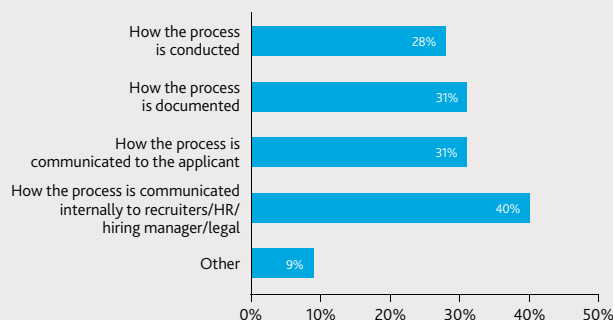 How the process
is conducted
28%
How the process
is documented
31%
How the process is
communicated to the applicant
31%
How the process is communicated
internally to recruiters/HR/
hiring manager/legal
40%
Other
9%
0% 10% 20% 30% 40% 50%